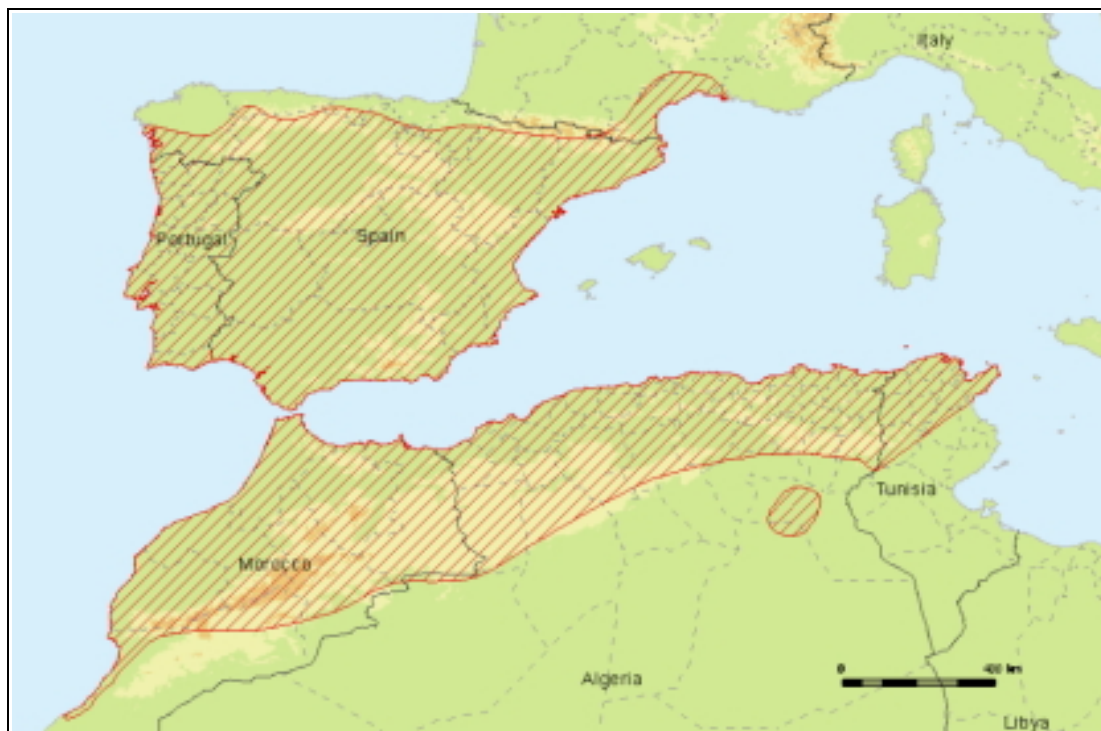 Italy
Portugal
Spain
Tunisia
Morocco
Algeria
0 400 km
Libya